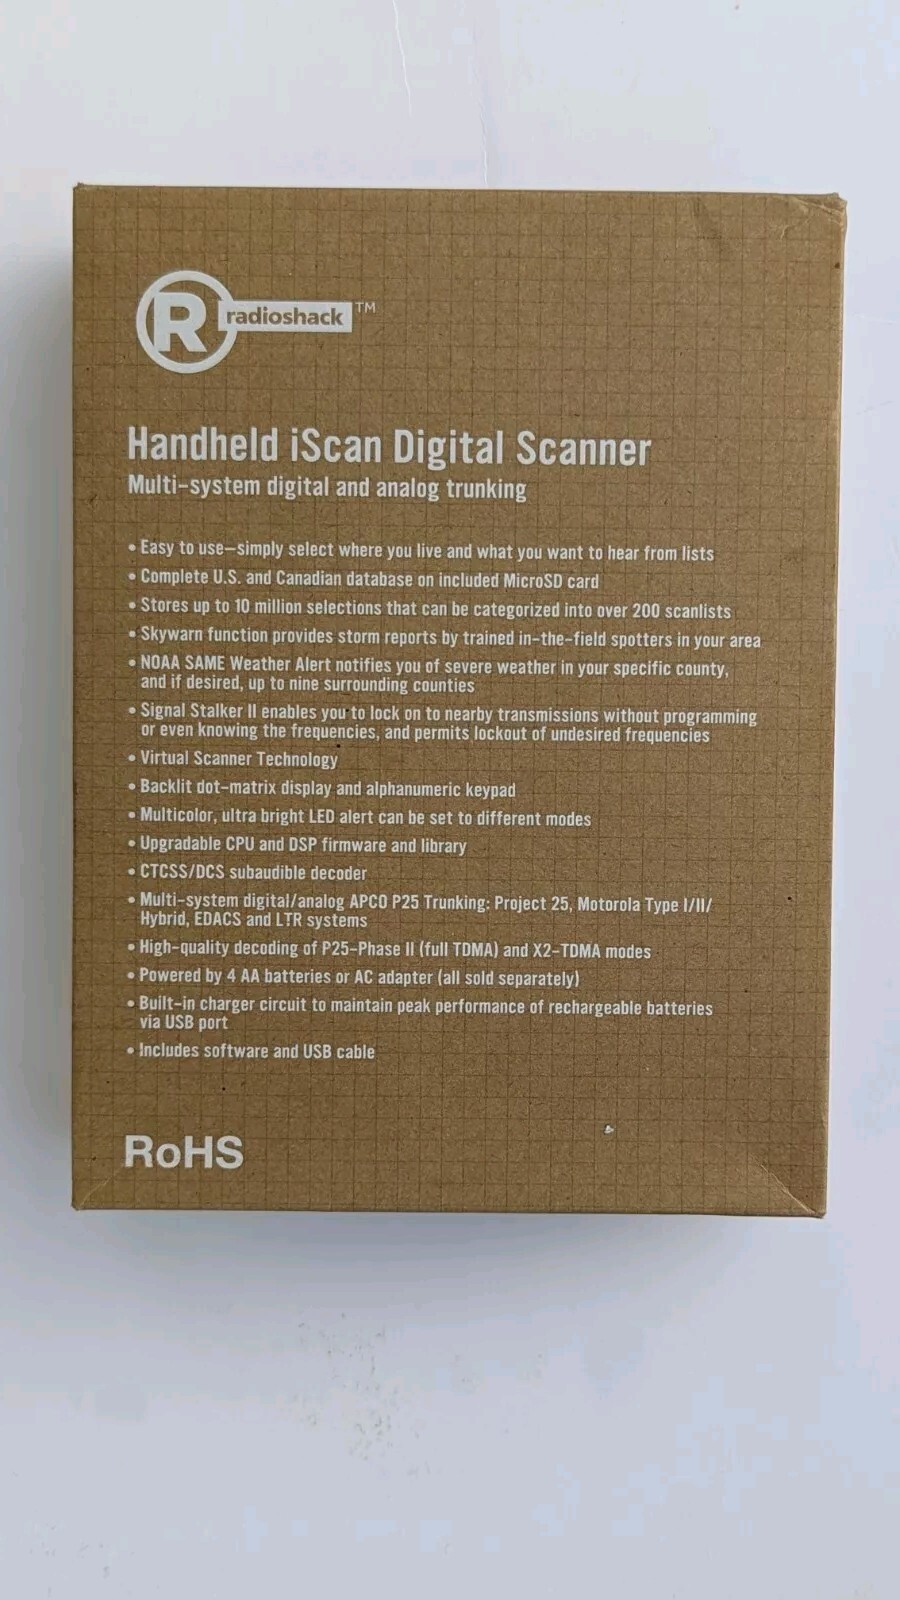 R radioshack™
Handheld iScan Digital Scanner
Multi-system digital and analog trunking
• Easy to use—simply select where you live and what you want to hear from lists
• Complete U.S. and Canadian database on included MicroSD card
• Stores up to 10 million selections that can be categorized into over 200 scanlists
• Skywarn function provides storm reports by trained in-the-field spotters in your area
• NOAA SAME Weather Alert notifies you of severe weather in your specific county,
and if desired, up to nine surrounding counties
• Signal Stalker II enables you to lock on to nearby transmissions without programming
or even knowing the frequencies, and permits lockout of undesired frequencies
• Virtual Scanner Technology
• Backlit dot-matrix display and alphanumeric keypad
• Multicolor, ultra bright LED alert can be set to different modes
• Upgradable CPU and DSP firmware and library
• CTCSS/DCS subaudible decoder
• Multi-system digital/analog APCO P25 Trunking: Project 25, Motorola Type I/II/
Hybrid, EDACS and LTR systems
• High-quality decoding of P25-Phase II (full TDMA) and X2-TDMA modes
• Powered by 4 AA batteries or AC adapter (all sold separately)
• Built-in charger circuit to maintain peak performance of rechargeable batteries
via USB port
• Includes software and USB cable
RoHS